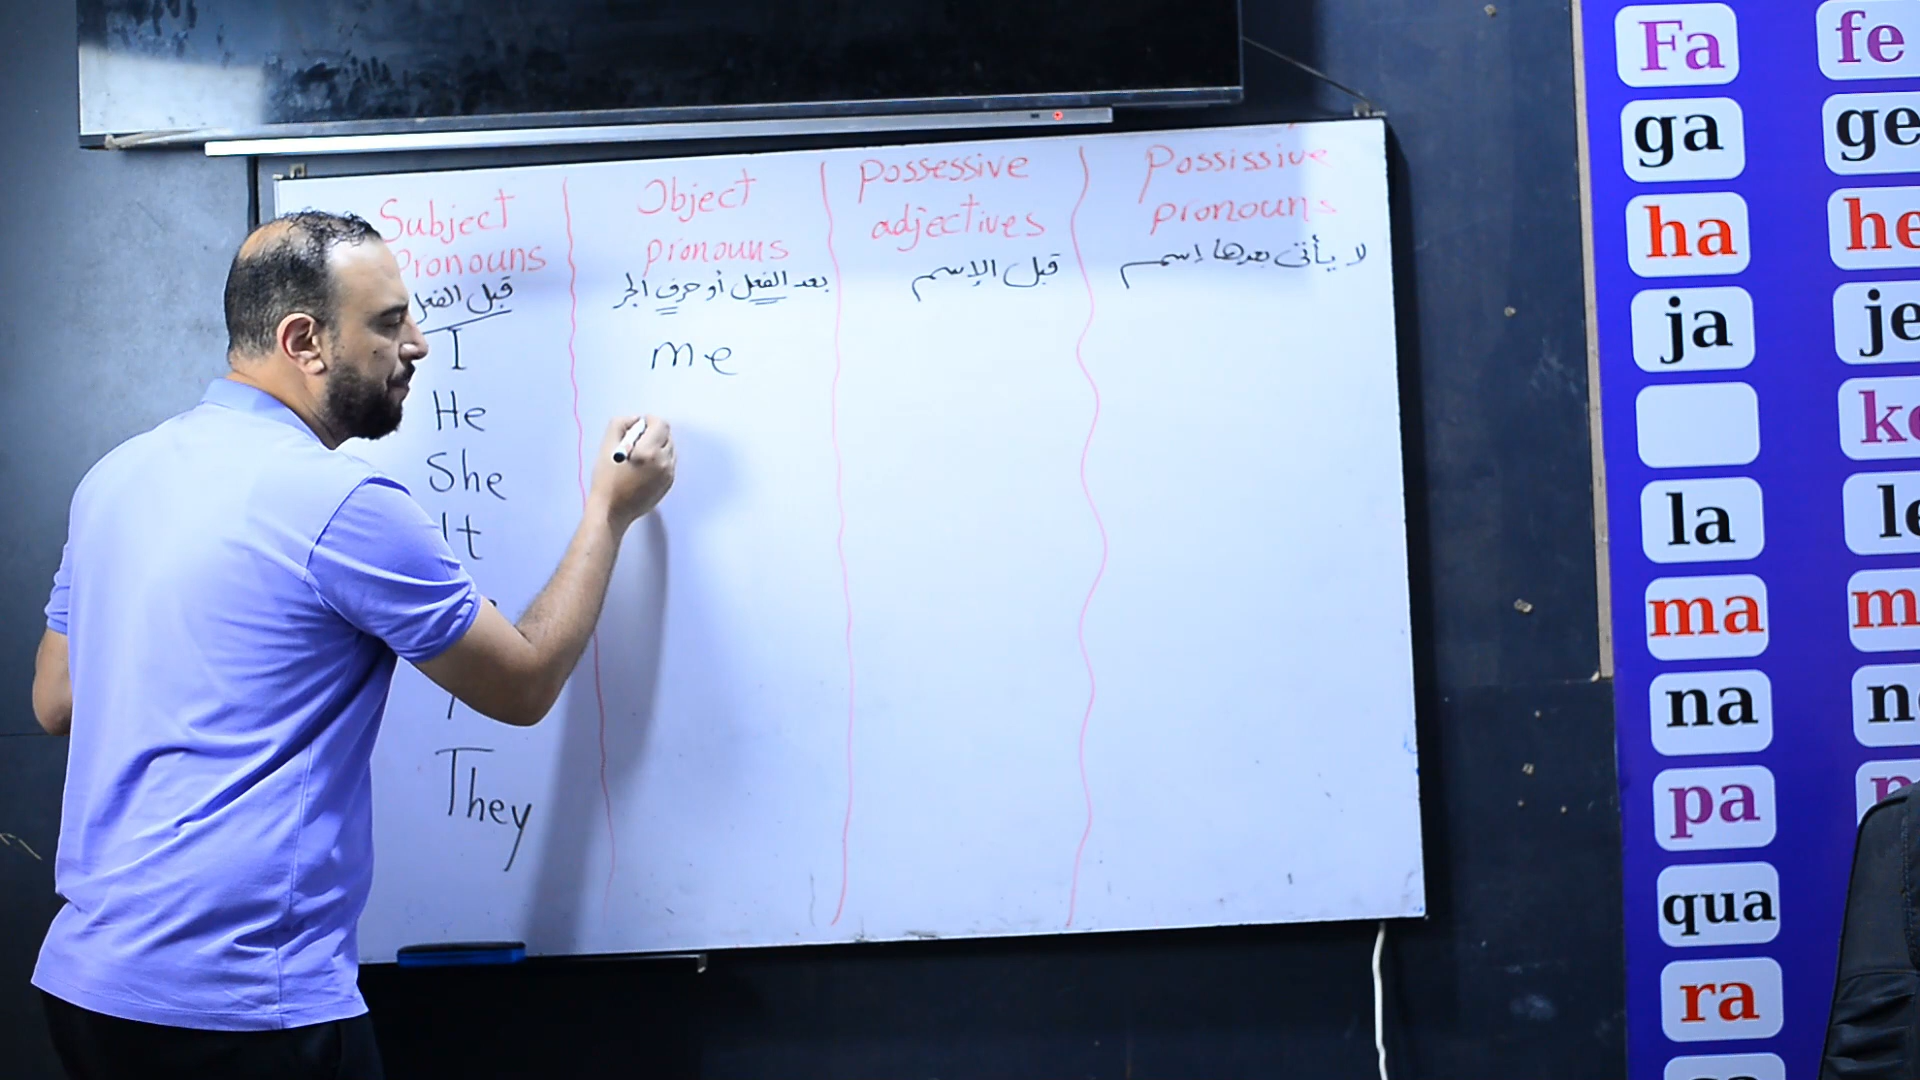 Subject
Pronouns
قبل الفعل
I
He
She
It
They
Object
pronouns
بعد الفعل أو حرف الجر
me
possessive
adjectives
قبل الإسم
Possissive
pronouns
لا يأتى بعدها إسم
Fa fe
ga ge
ha he
ja je
la
ma
na
pa
qua
ra